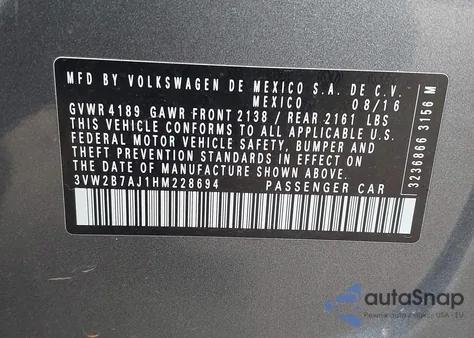 MFD BY VOLKSWAGEN DE MEXICO S.A. DE C.V.
MEXICO 08/16
GVWR 4189 GAWR FRONT 2138 / REAR 2161 LBS
THIS VEHICLE CONFORMS TO ALL APPLICABLE
FEDERAL MOTOR VEHICLE SAFETY, BUMPER AND
THEFT PREVENTION STANDARDS IN EFFECT ON
THE DATE OF MANUFACTURE SHOWN ABOVE.
3VW2B7AJ1HM228694 PASSENGER CAR
3236866 3156 M
autoSnap